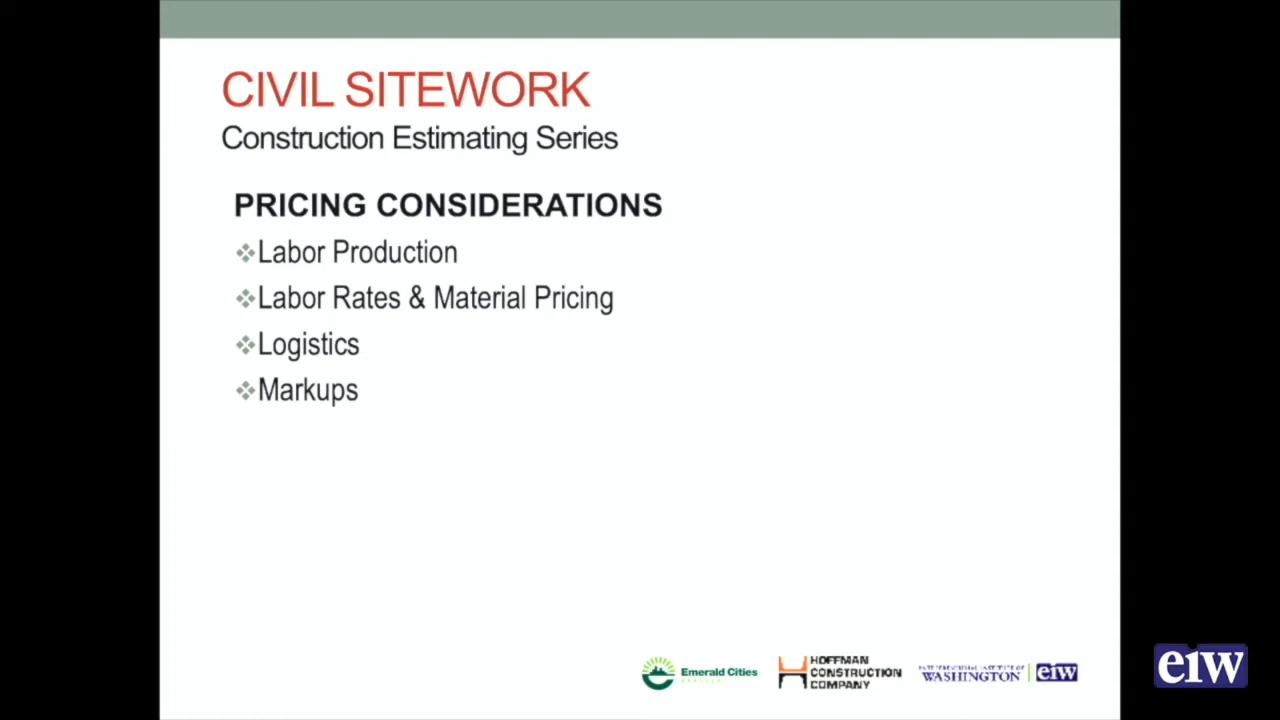 CIVIL SITEWORK
Construction Estimating Series
PRICING CONSIDERATIONS
Labor Production
Labor Rates & Material Pricing
Logistics
Markups
Emerald Cities
HOFFMAN
CONSTRUCTION
COMPANY
WASHINGTON
eiw
eiw